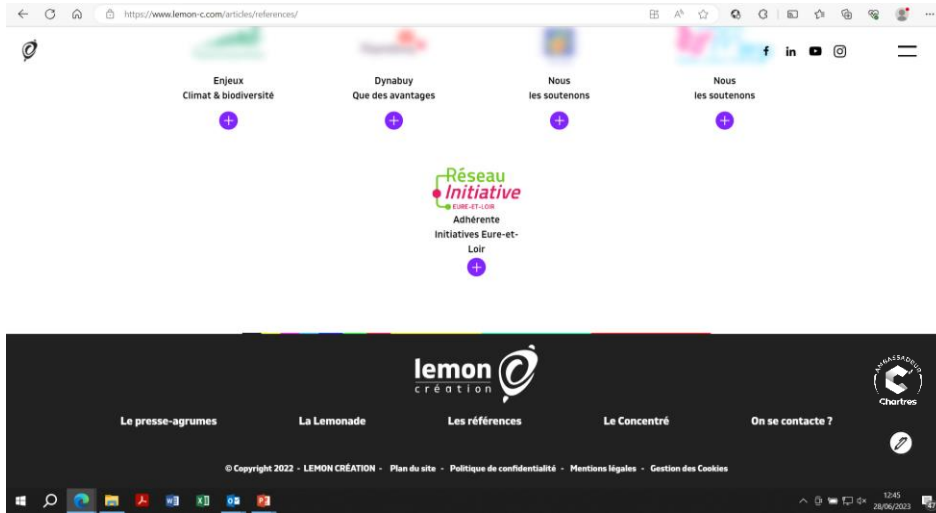 https://www.lemon-c.com/articles/references/
Enjeux
Climat & biodiversité
Dynabuy
Que des avantages
Nous
les soutenons
Nous
les soutenons
Réseau
Initiative
EURE-ET-LOIR
Adhérente
Initiatives Eure-et-
Loir
lemon
création
AMBASSADEUR
Chartres
Le presse-agrumes
La Lemonade
Les références
Le Concentré
On se contacte ?
© Copyright 2022 - LEMON CRÉATION - Plan du site - Politique de confidentialité - Mentions légales - Gestion des Cookies
12:45
28/06/2023
47